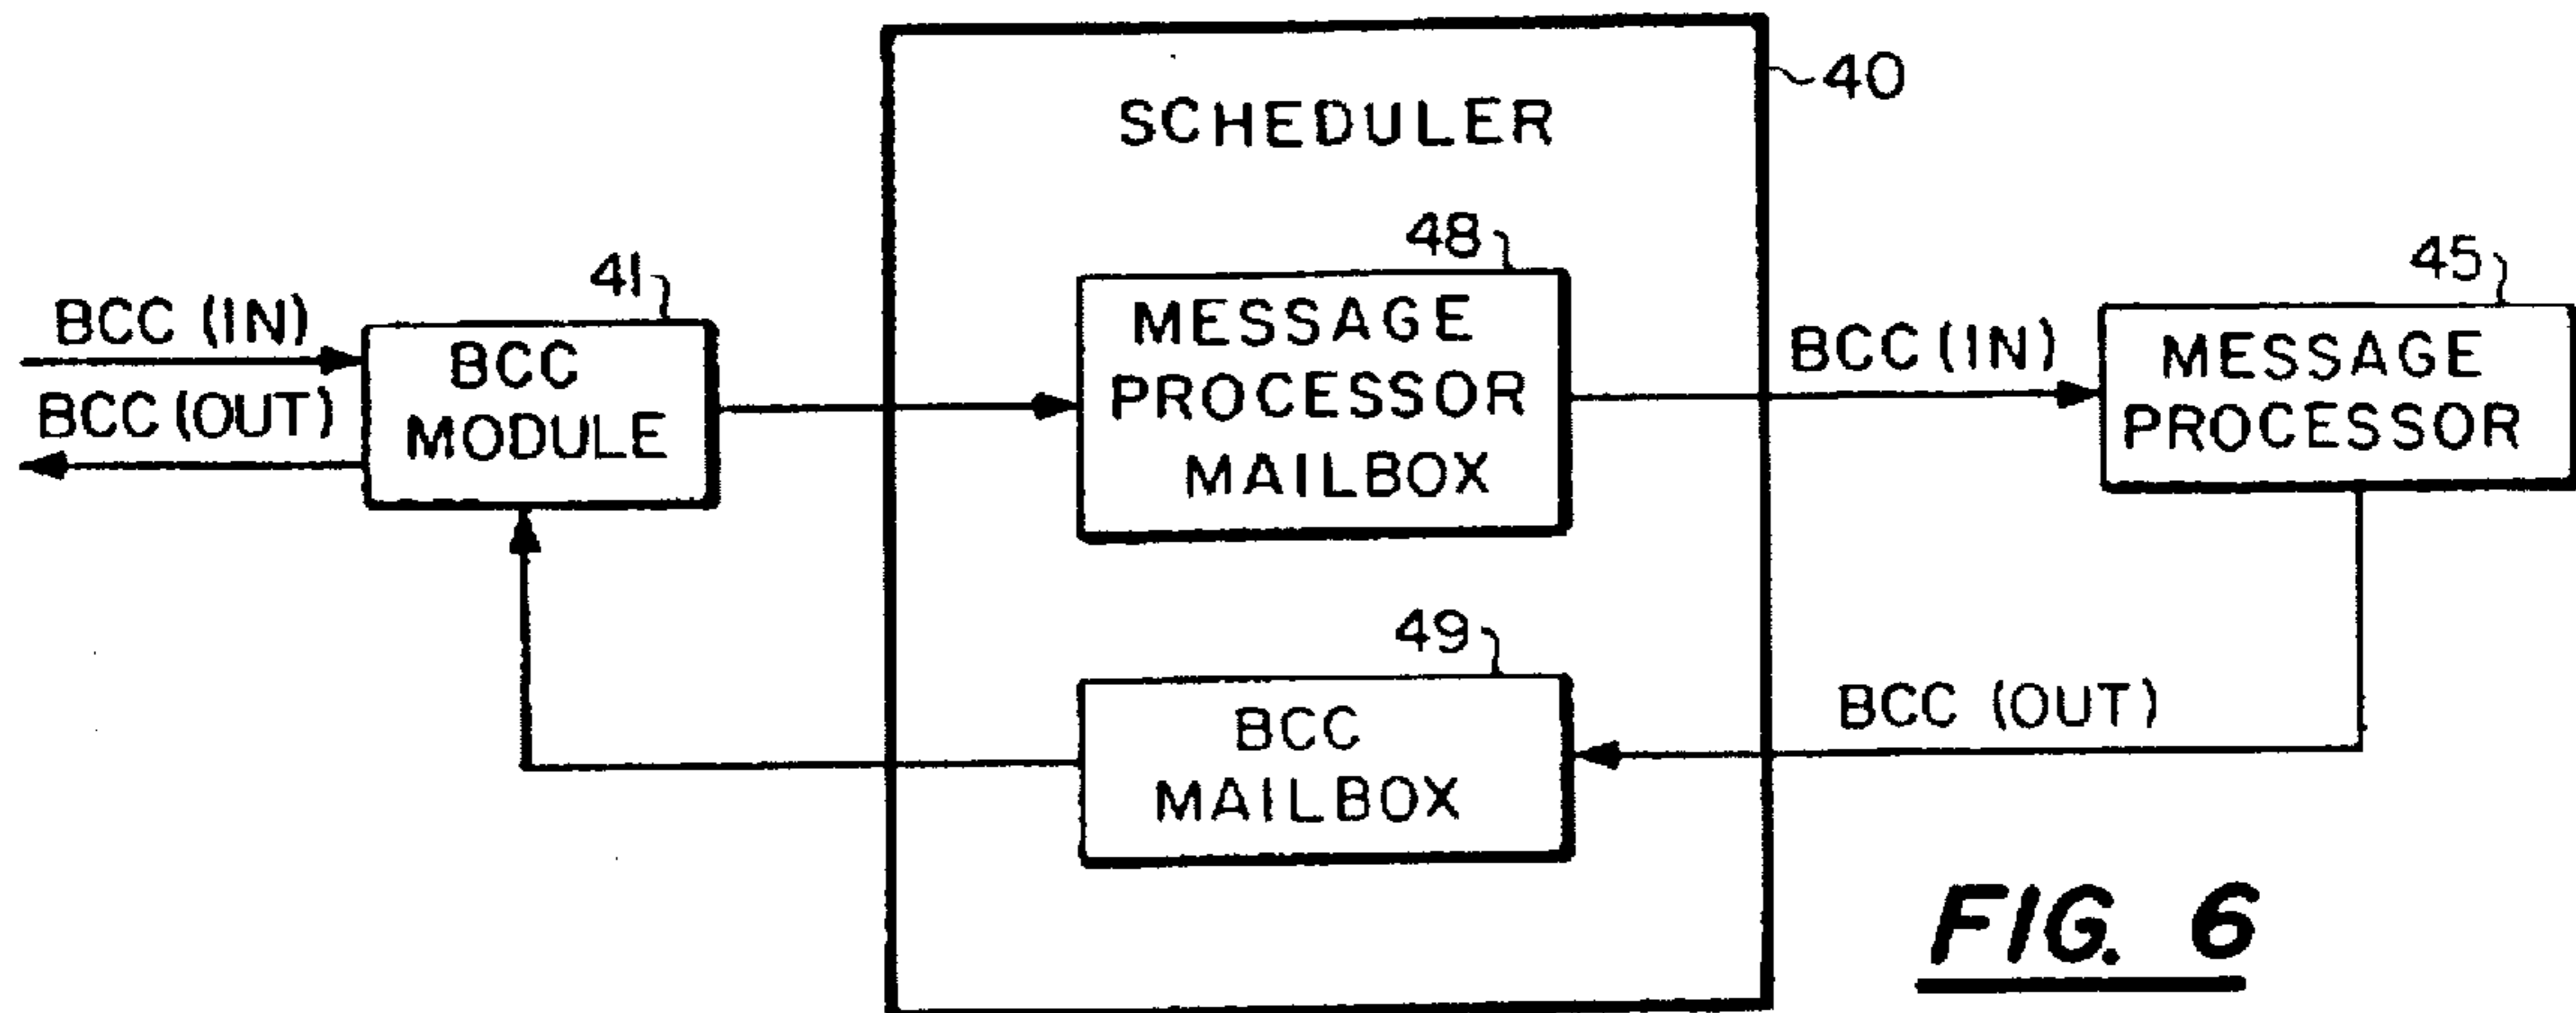 SCHEDULER
40
48
MESSAGE
PROCESSOR
MAILBOX
41
BCC (IN)
BCC (OUT)
BCC
MODULE
BCC (IN)
45
MESSAGE
PROCESSOR
49
BCC
MAILBOX
BCC (OUT)
FIG. 6